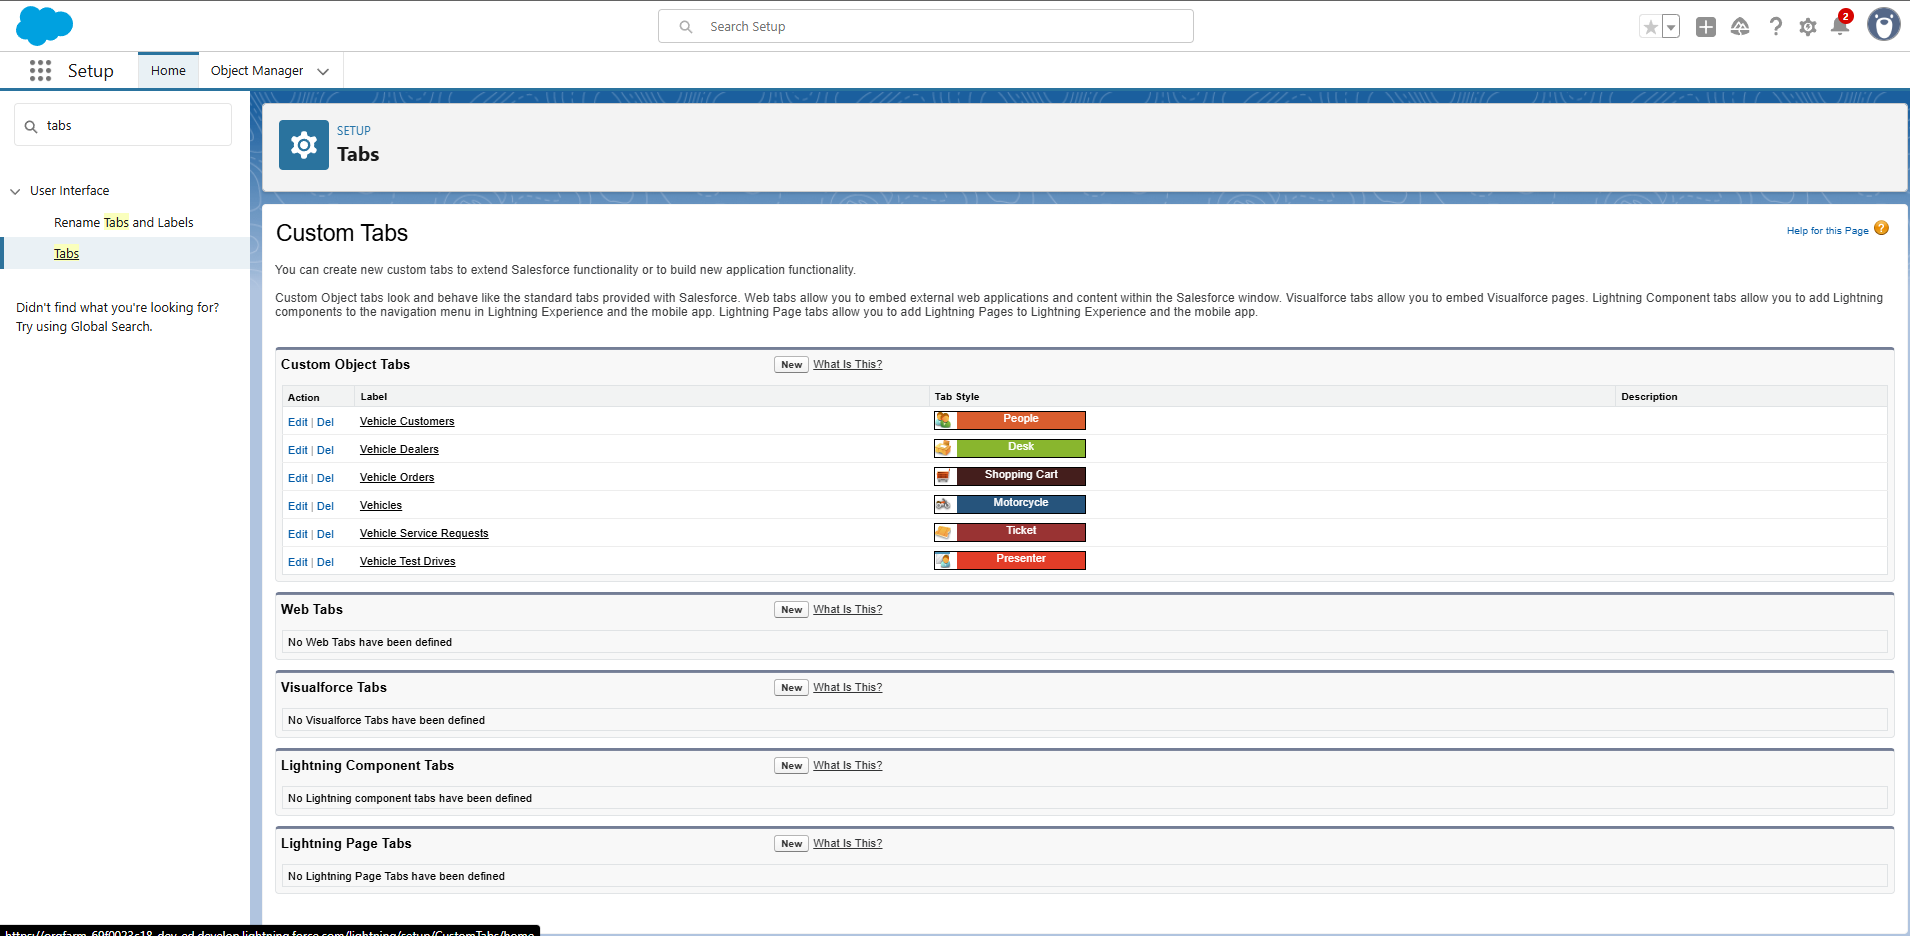 Search Setup
2
Setup
Home
Object Manager
tabs
User Interface
Rename Tabs and Labels
Tabs
Didn't find what you're looking for?
Try using Global Search.
SETUP
Tabs
Custom Tabs
Help for this Page
You can create new custom tabs to extend Salesforce functionality or to build new application functionality.
Custom Object tabs look and behave like the standard tabs provided with Salesforce. Web tabs allow you to embed external web applications and content within the Salesforce window. Visualforce tabs allow you to embed Visualforce pages. Lightning Component tabs allow you to add Lightning
components to the navigation menu in Lightning Experience and the mobile app. Lightning Page tabs allow you to add Lightning Pages to Lightning Experience and the mobile app.
Custom Object Tabs New What Is This?
Action Label Tab Style Description
Edit | Del Vehicle Customers People
Edit | Del Vehicle Dealers Desk
Edit | Del Vehicle Orders Shopping Cart
Edit | Del Vehicles Motorcycle
Edit | Del Vehicle Service Requests Ticket
Edit | Del Vehicle Test Drives Presenter
Web Tabs New What Is This?
No Web Tabs have been defined
Visualforce Tabs New What Is This?
No Visualforce Tabs have been defined
Lightning Component Tabs New What Is This?
No Lightning component tabs have been defined
Lightning Page Tabs New What Is This?
No Lightning Page Tabs have been defined